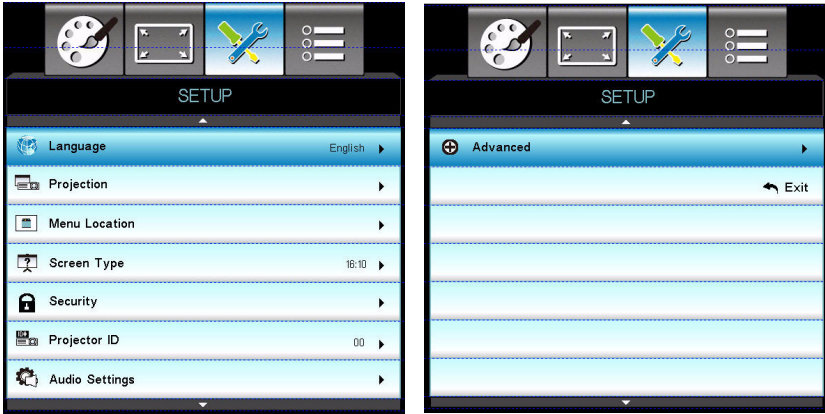 SETUP
Language English
Projection
Menu Location
Screen Type 16:10
Security
Projector ID 00
Audio Settings
SETUP
Advanced
Exit